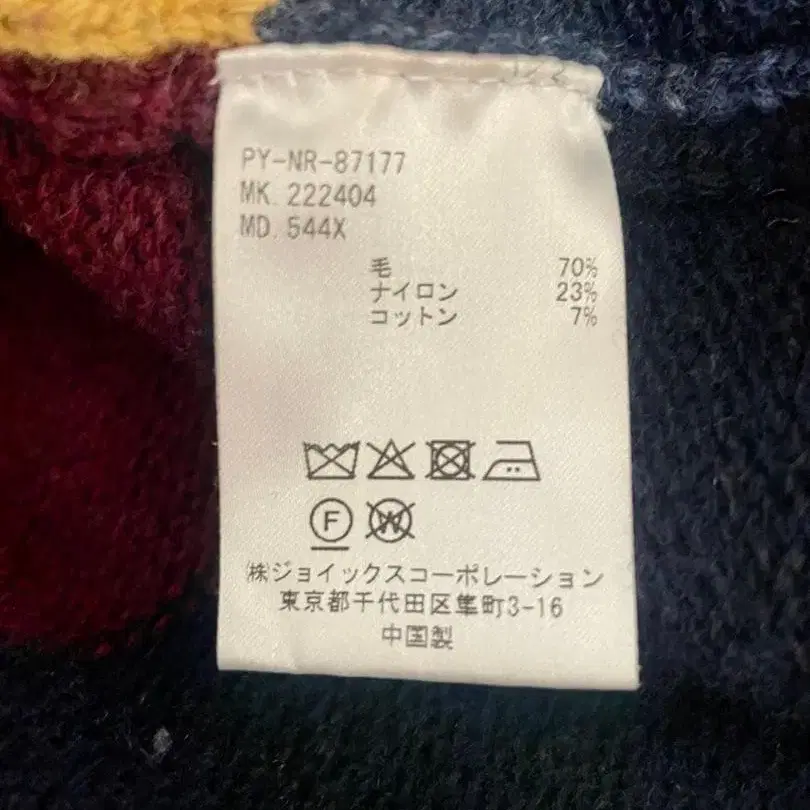 PY-NR-87177
MK. 222404
MD. 544X
毛 70%
ナイロン 23%
コットン 7%
F W
㈱ジョイックスコーポレーション
東京都千代田区隼町3-16
中国製